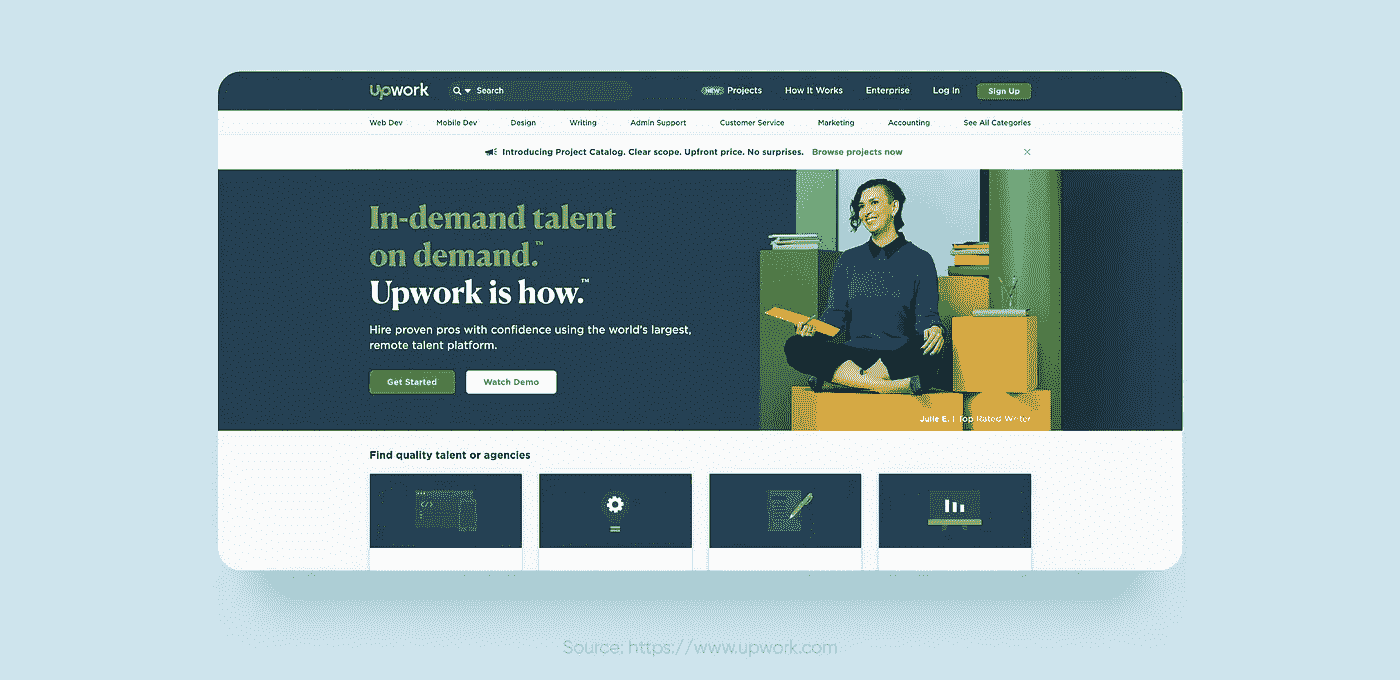 upwork
Search
NEW Projects How It Works Enterprise Log In Sign Up
Web Dev Mobile Dev Design Writing Admin Support Customer Service Marketing Accounting See All Categories
Introducing Project Catalog. Clear scope. Upfront price. No surprises. Browse projects now
In-demand talent
on demand.™
Upwork is how.™
Hire proven pros with confidence using the world's largest,
remote talent platform.
Get Started Watch Demo
Julie E. | Top Rated Writer
Find quality talent or agencies
</>
Source: https://www.upwork.com